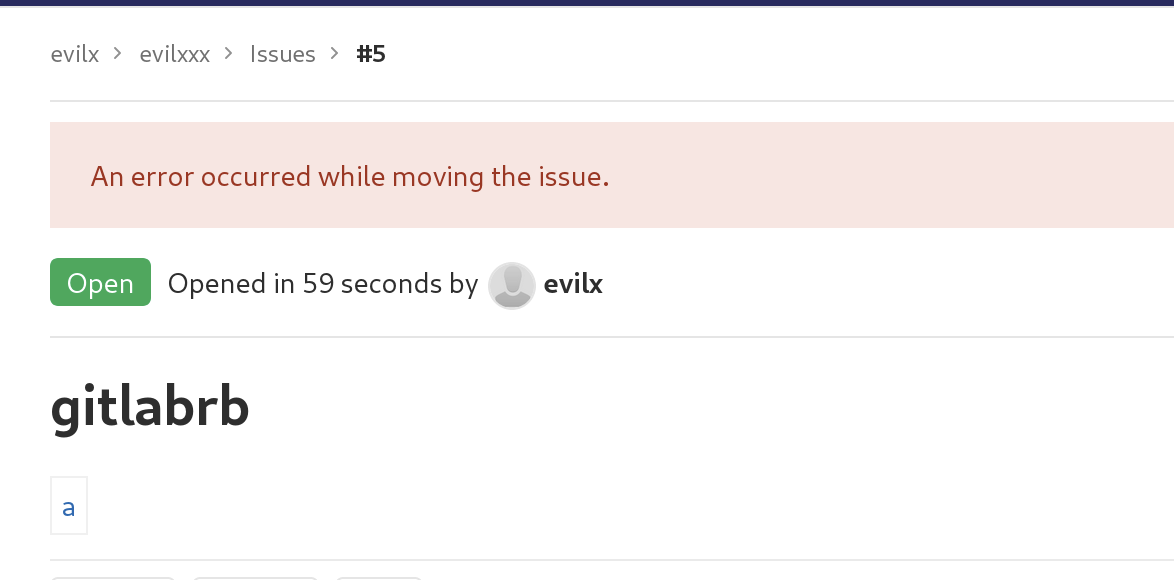 evilx > evilxxx > Issues > #5
An error occurred while moving the issue.
Open Opened in 59 seconds by evilx
gitlabrb
a